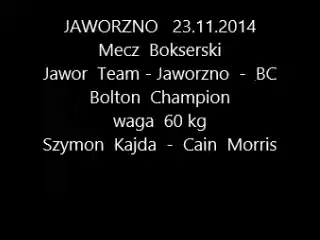 JAWORZNO 23.11.2014
Mecz Bokserski
Jawor Team - Jaworzno - BC
Bolton Champion
waga 60 kg
Szymon Kajda - Cain Morris